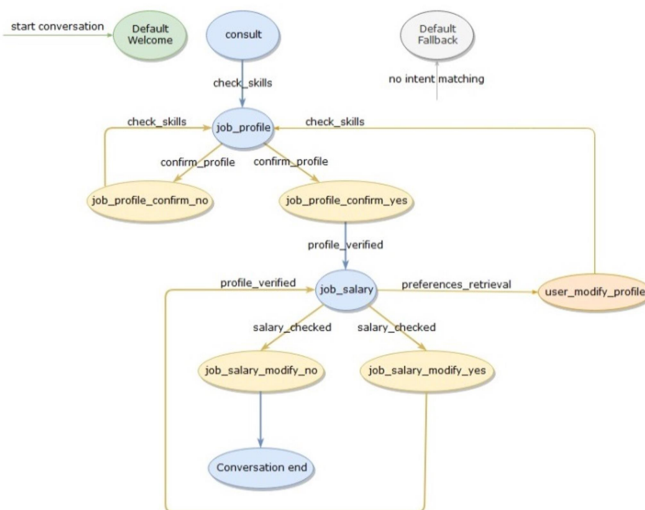 start conversation
Default
Welcome
consult
Default
Fallback
no intent matching
check_skills
check_skills
job_profile
check_skills
confirm_profile
confirm_profile
job_profile_confirm_no
job_profile_confirm_yes
profile_verified
profile_verified
job_salary
preferences_retrieval
user_modify_profile
salary_checked
salary_checked
job_salary_modify_no
job_salary_modify_yes
Conversation end